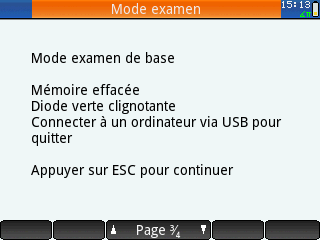 Mode examen
15:13
Mode examen de base
Mémoire effacée
Diode verte clignotante
Connecter à un ordinateur via USB pour
quitter
Appuyer sur ESC pour continuer
Page ¾